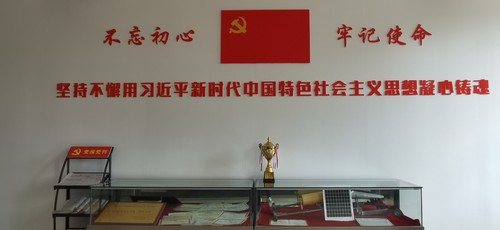 不忘初心 牢记使命
坚持不懈用习近平新时代中国特色社会主义思想凝心铸魂